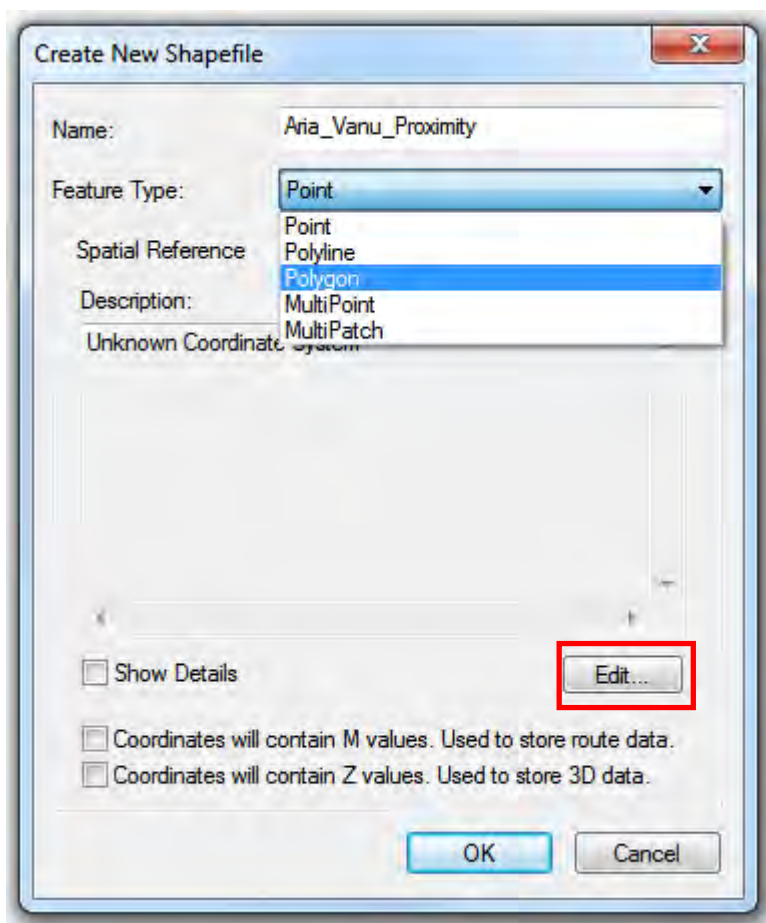 Create New Shapefile
Name: Aria_Vanu_Proximity
Feature Type: Point
Point
Spatial Reference Polyline
Polygon
Description: MultiPoint
MultiPatch
Unknown Coordinate System
Show Details Edit...
Coordinates will contain M values. Used to store route data.
Coordinates will contain Z values. Used to store 3D data.
OK Cancel